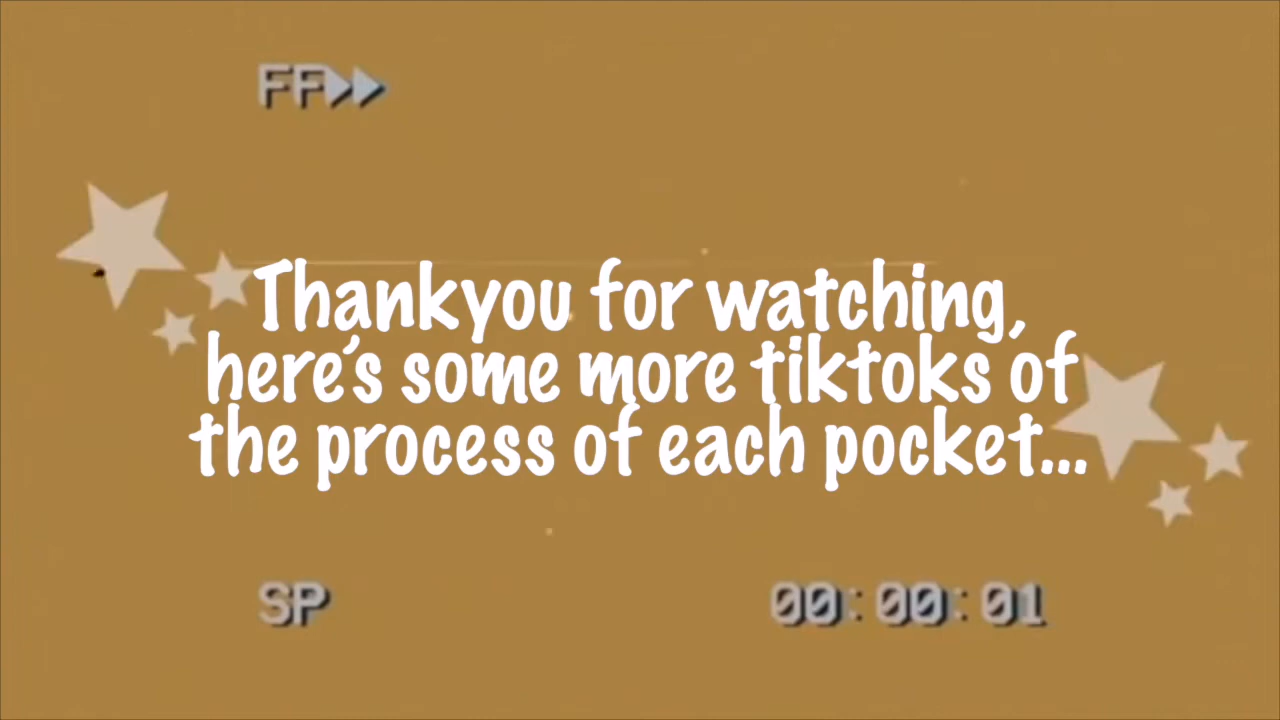 FF
Thankyou for watching,
here's some more tiktoks of
the process of each pocket...
SP
00:00:01